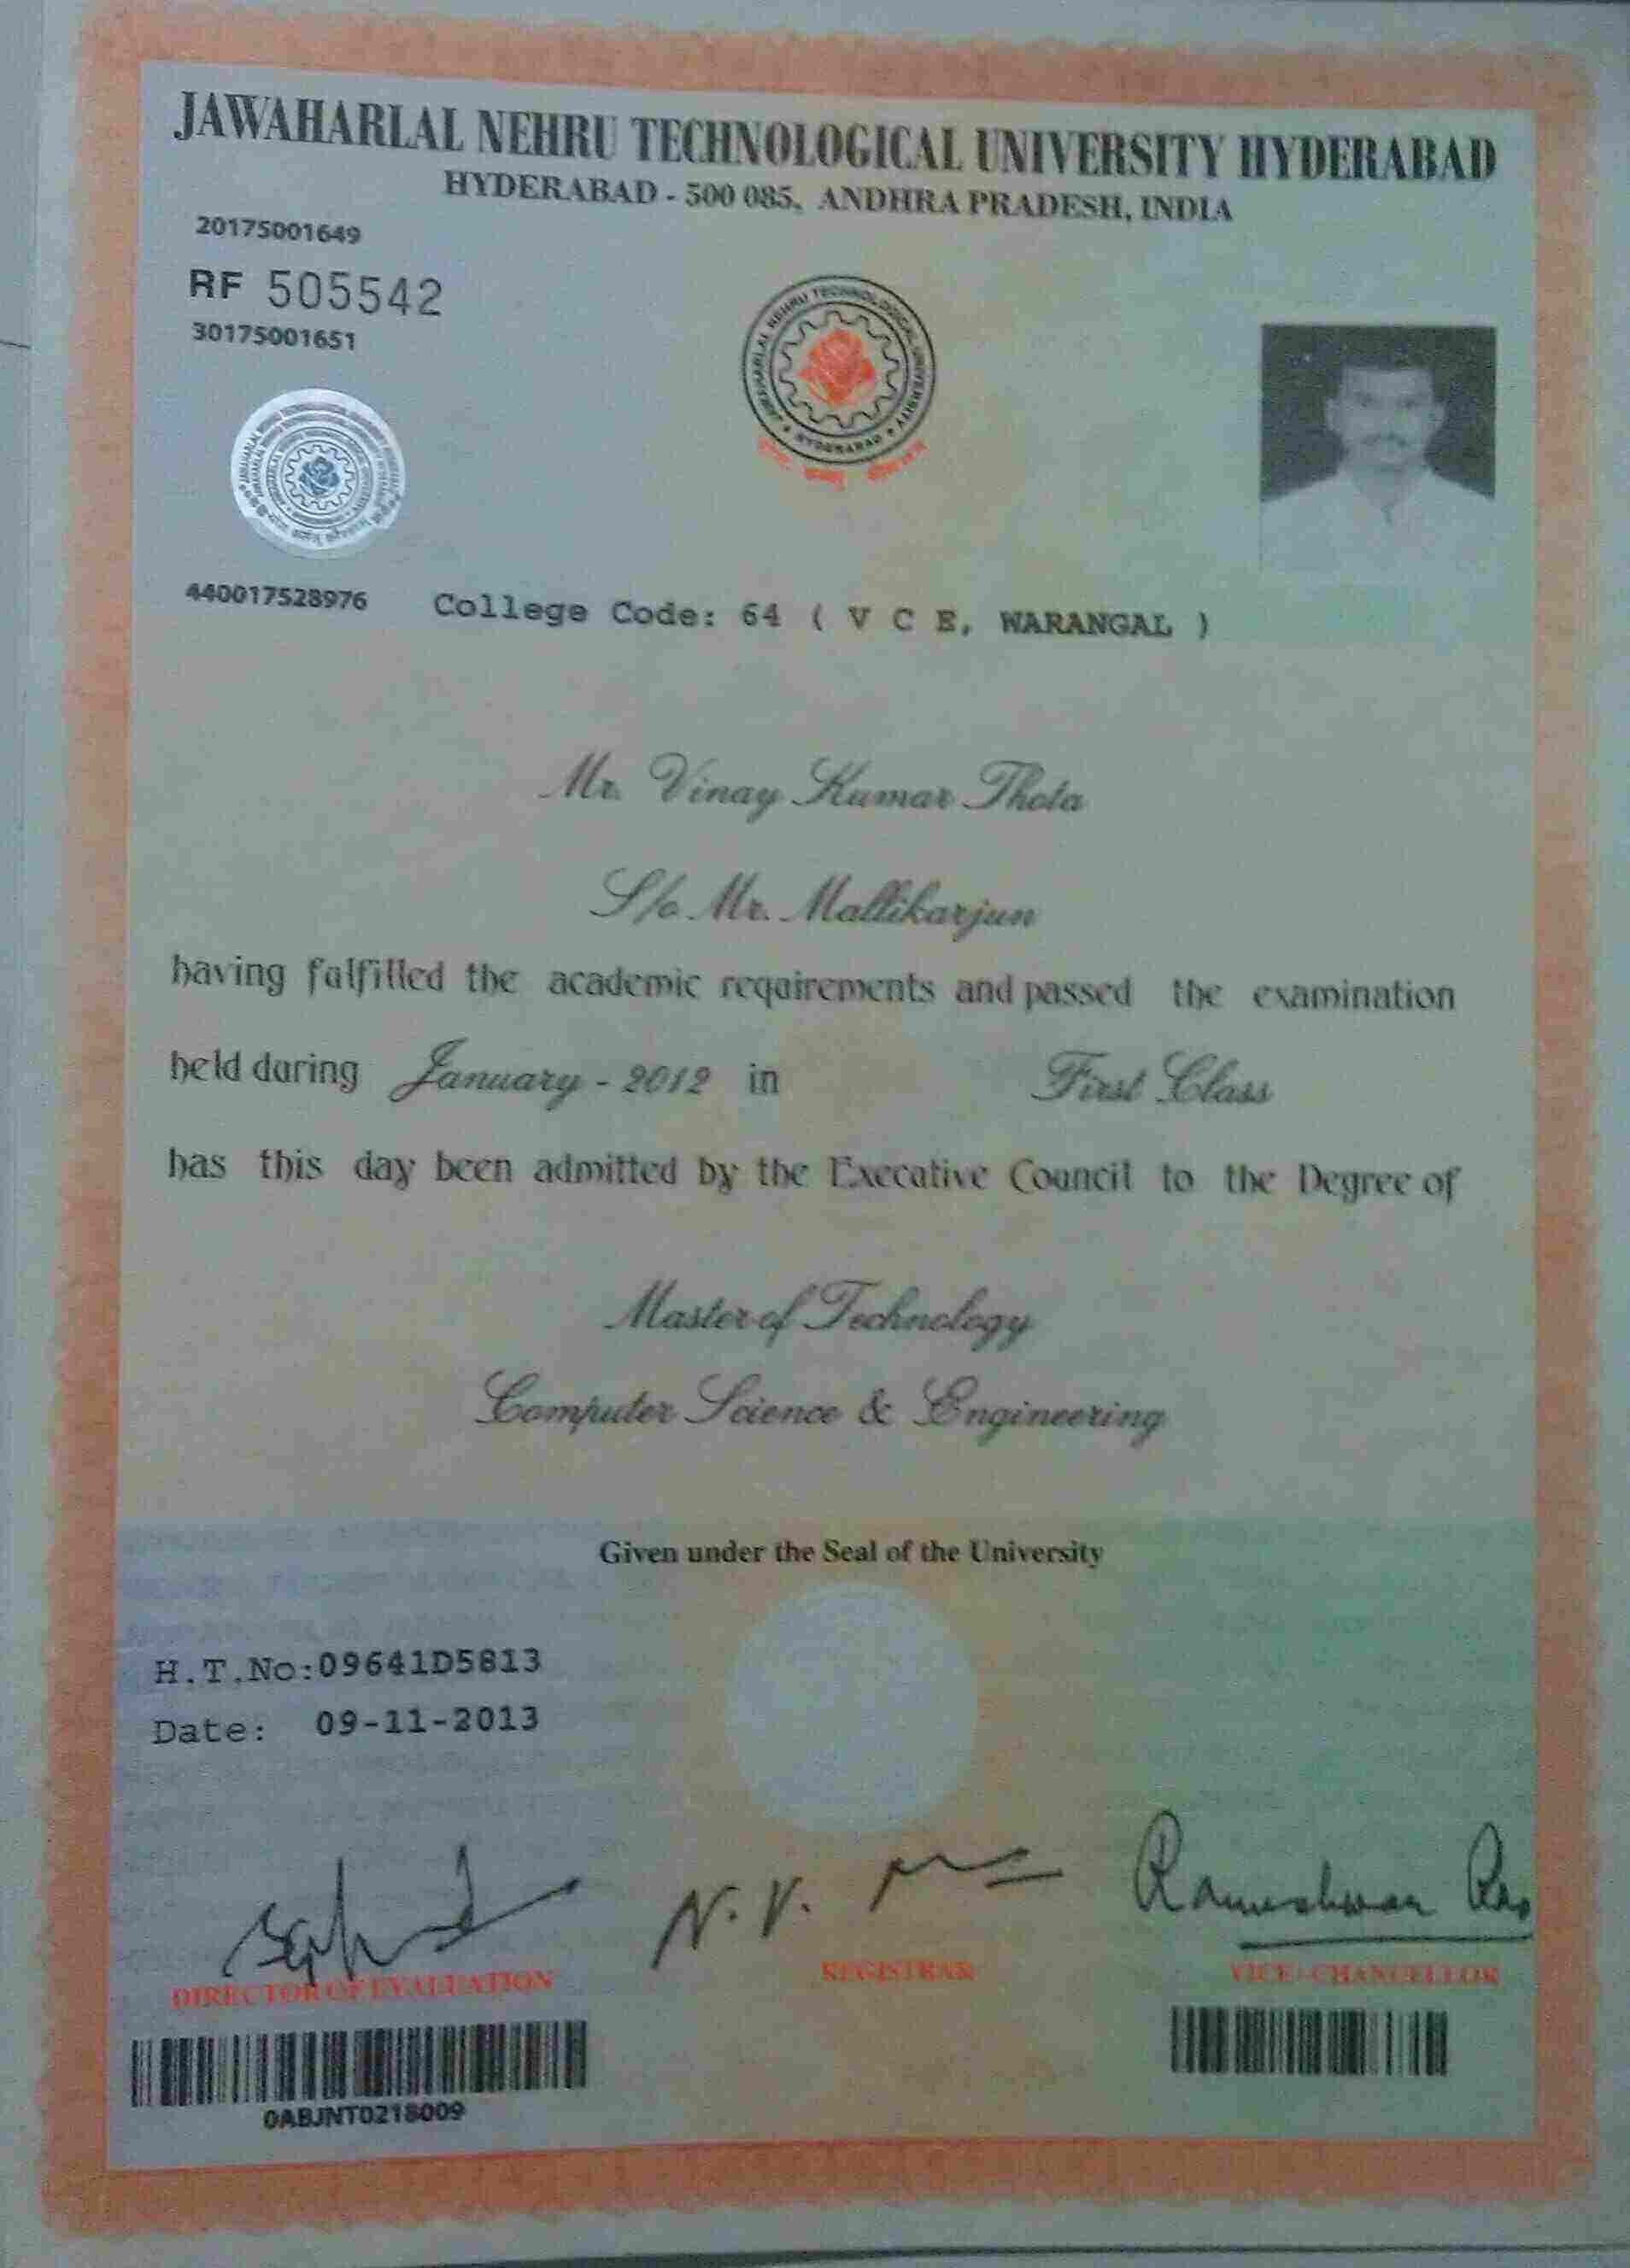 JAWAHARLAL NEHRU TECHNOLOGICAL UNIVERSITY HYDERABAD
HYDERABAD - 500 085, ANDHRA PRADESH, INDIA
20175001649
RF 505542
30175001651
JAWAHARLAL NEHRU TECHNOLOGICAL UNIVERSITY
HYDERABAD
440017528976 College Code: 64 ( V C E, WARANGAL )
Mr. Vinay Kumar Thota
S/o Mr. Mallikarjun
having fulfilled the academic requirements and passed the examination
held during January - 2012 in First Class
has this day been admitted by the Executive Council to the Degree of
Master of Technology
Computer Science & Engineering
Given under the Seal of the University
H.T.No:09641D5813
Date: 09-11-2013
N. V.
Rameshwar Rao
DIRECTOR OF EVALUATION REGISTRAR VICE-CHANCELLOR
0ABJNT0218009